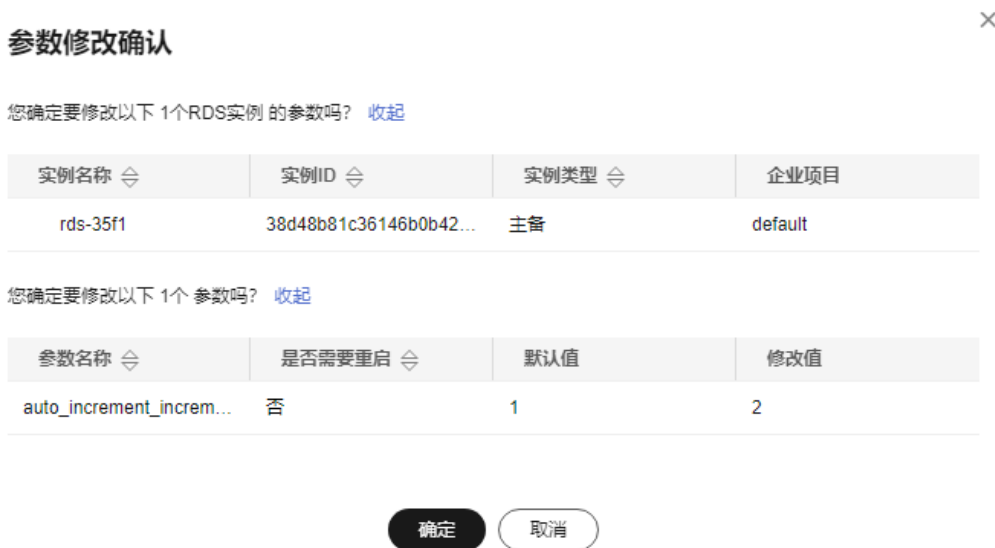 参数修改确认
您确定要修改以下 1个RDS实例 的参数吗? 收起
实例名称 实例ID 实例类型 企业项目
rds-35f1 38d48b81c36146b0b42... 主备 default
您确定要修改以下 1个 参数吗? 收起
参数名称 是否需要重启 默认值 修改值
auto_increment_increm... 否 1 2
确定 取消